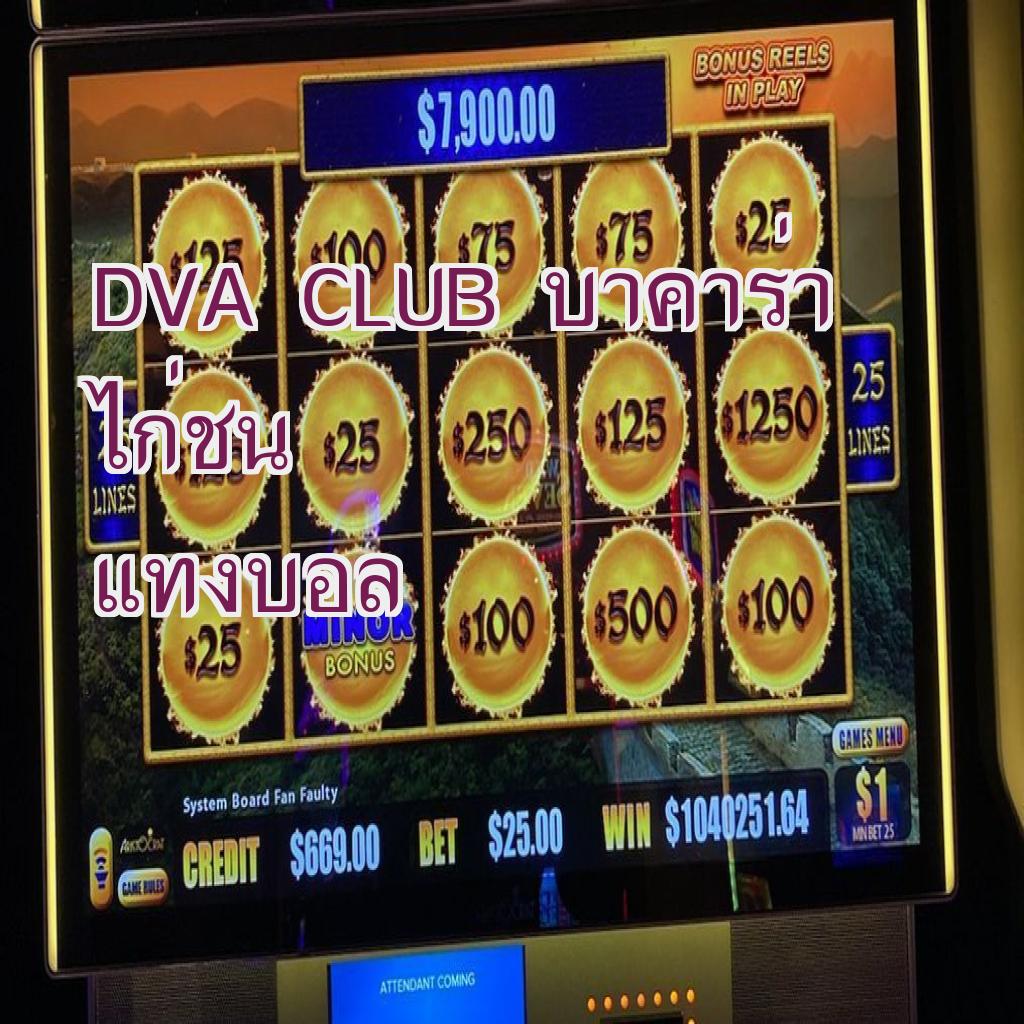 BONUS REELS
IN PLAY
$7,900.00
$125 $100 $75 $75 $25
DVA CLUB บาคาร่า
ไก่ชน
$25 $250 $125 $1250
25
LINES
LINES
แทงบอล
$25 MINOR BONUS $100 $500 $100
GAMES MENU
System Board Fan Faulty
$1
MIN BET 25
ARISTOCRAT
GAME RULES
CREDIT $669.00 BET $25.00 WIN $1040251.64
ATTENDANT COMING